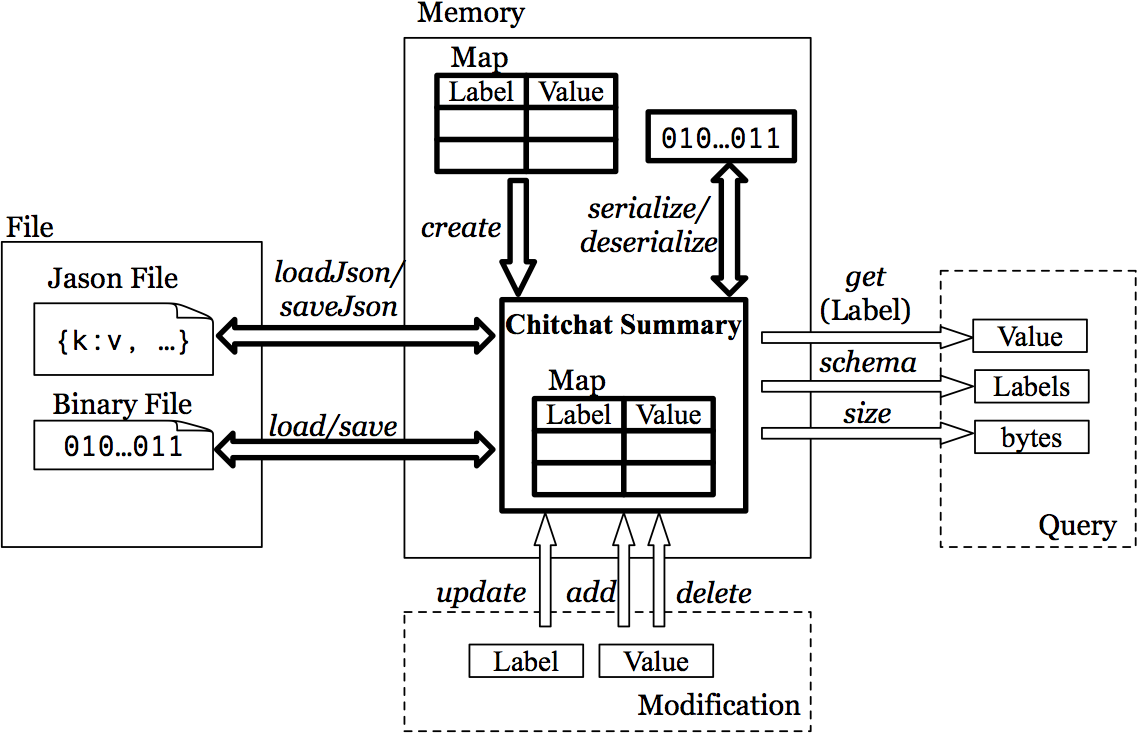 Memory
Map
Label Value
010…011
create
serialize/
deserialize
File
Jason File
{k:v, …}
Binary File
010…011
loadJson/
saveJson
load/save
Chitchat Summary
Map
Label Value
get
(Label)
schema
size
Value
Labels
bytes
Query
update add delete
Label Value
Modification